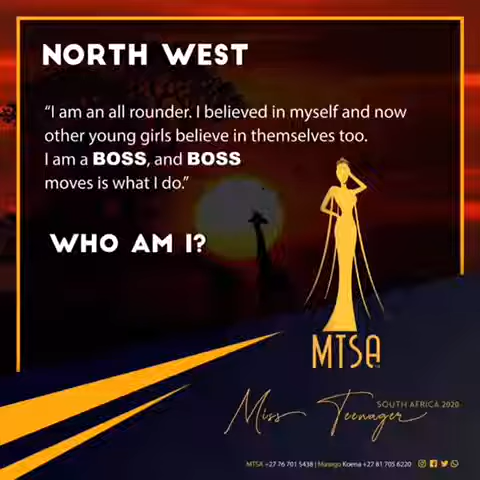 NORTH WEST
“I am an all rounder. I believed in myself and now
other young girls believe in themselves too.
I am a BOSS, and BOSS
moves is what I do.”
WHO AM I?
MTSA
SOUTH AFRICA 2020
Miss Teenager
MTSA +27 76 701 5438 | Marango Koena +27 81 705 6220